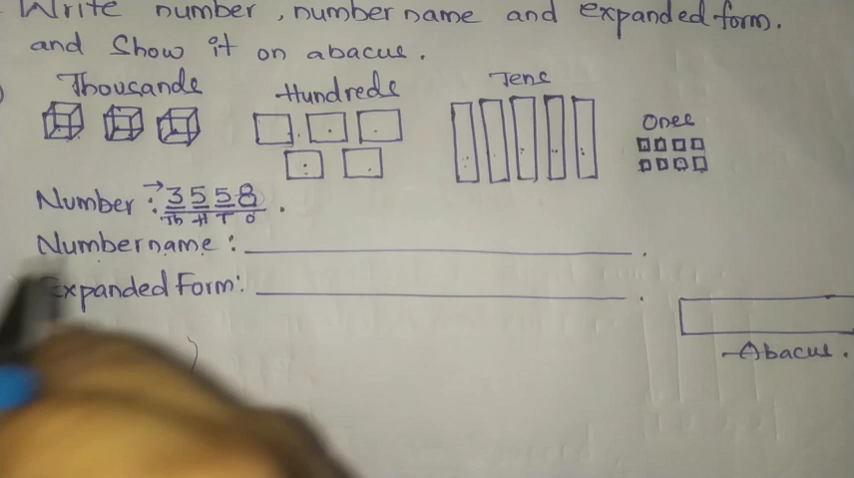 Write number, number name and expanded form.
and Show it on abacus.
Thousands Hundreds Tens Ones
Number :→ 3558.
Th H T O
Number name : .
Expanded Form: .
Abacus.